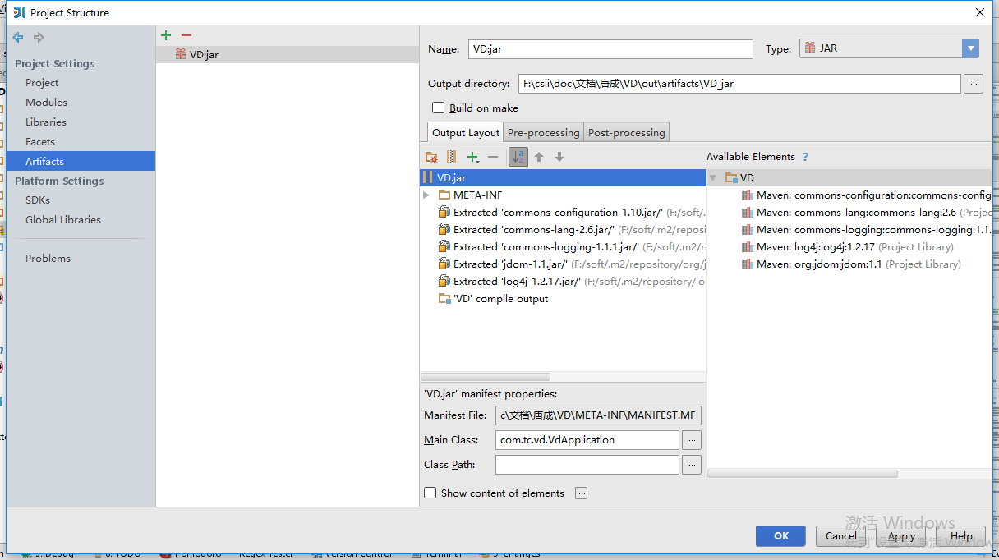 Project Structure
Project Settings
Project
Modules
Libraries
Facets
Artifacts
Platform Settings
SDKs
Global Libraries
Problems
VD:jar
Name: VD:jar Type: JAR
Output directory: F:\csii\doc\文档\唐成\VD\out\artifacts\VD_jar ...
Build on make
Output Layout Pre-processing Post-processing
Available Elements ?
VD.jar
META-INF
Extracted 'commons-configuration-1.10.jar/' (F:/soft/.
Extracted 'commons-lang-2.6.jar/' (F:/soft/.m2/reposi
Extracted 'commons-logging-1.1.1.jar/' (F:/soft/.m2/r
Extracted 'jdom-1.1.jar/' (F:/soft/.m2/repository/org/j
Extracted 'log4j-1.2.17.jar/' (F:/soft/.m2/repository/lo
'VD' compile output
VD
Maven: commons-configuration:commons-config
Maven: commons-lang:commons-lang:2.6 (Projec
Maven: commons-logging:commons-logging:1.1.
Maven: log4j:log4j:1.2.17 (Project Library)
Maven: org.jdom:jdom:1.1 (Project Library)
'VD.jar' manifest properties:
Manifest File: c\文档\唐成\VD\META-INF\MANIFEST.MF
Main Class: com.tc.vd.VdApplication ...
Class Path: ...
Show content of elements ...
激活 Windows
OK Cancel Apply Help